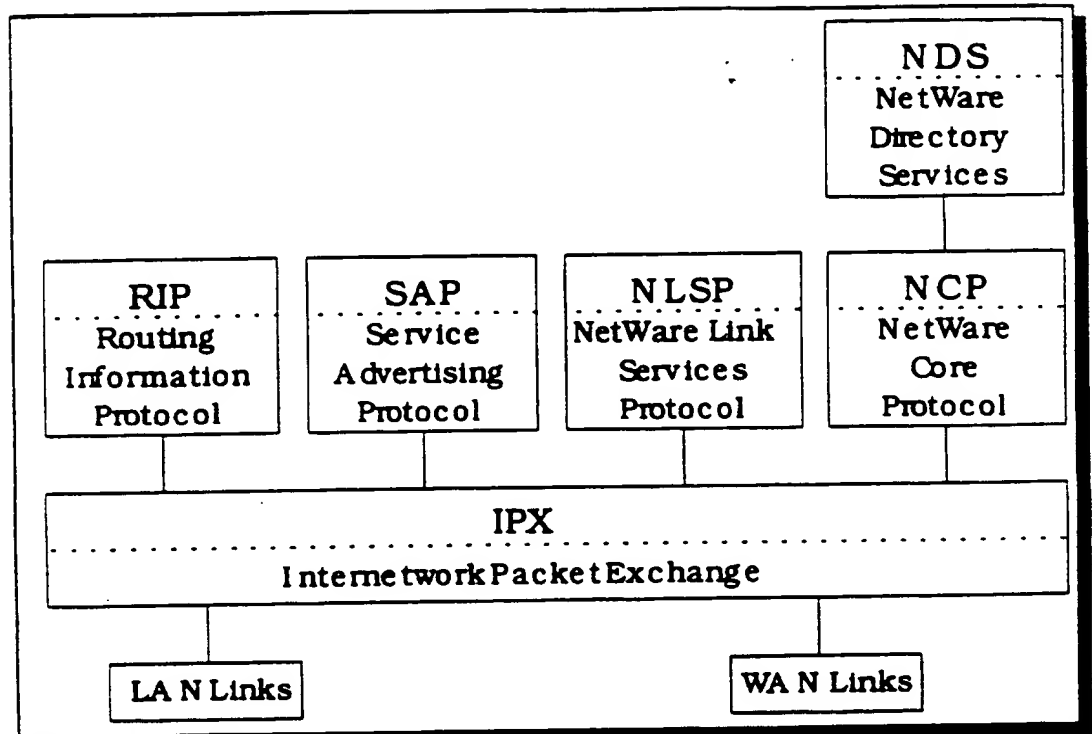 NDS
NetWare
Directory
Services
RIP
Routing
Information
Protocol
SAP
Service
Advertising
Protocol
NLSP
NetWare Link
Services
Protocol
NCP
NetWare
Core
Protocol
IPX
Internetwork Packet Exchange
LAN Links
WAN Links